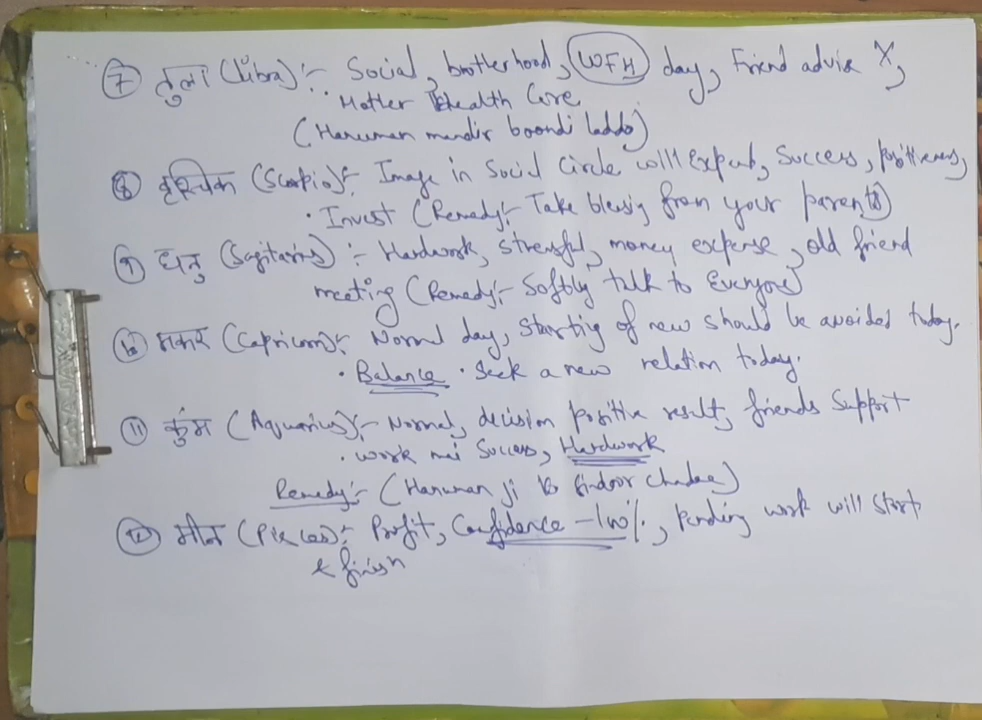 7 तुला (Libra):- Social, brotherhood, WFH day, Friend advice X,
Mother Health Care
(Hanuman mandir boondi laddo)
8 वृश्चिक (Scorpio):- Image in Social Circle will Expand, Success, positiveness,
• Invest (Remedy:- Take blessing from your parents)
9 धनु (Sagitarius) :- Hardwork, stressful, money expense, old friend
meeting (Remedy:- Softly talk to Everyone)
10 मकर (Capricorn):- Normal day, Starting of new should be avoided today.
• Balance • Seek a new relation today.
11 कुंभ (Aquarius):- Normal, decision positive result, friends Support
• work mei Success, Hardwork
Remedy:- (Hanuman ji ko sindoor chadae)
12 मीन (Pisces):- Profit, Confidence - 100%, Pending work will start
& finish
KAJAY